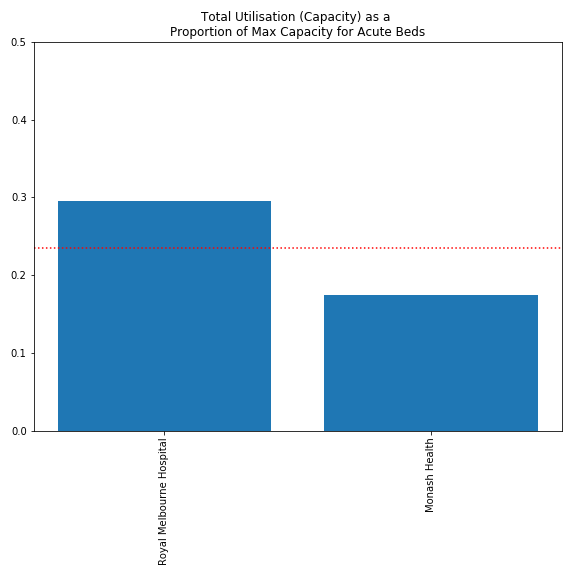 Total Utilisation (Capacity) as a
Proportion of Max Capacity for Acute Beds
0.5
0.4
0.3
0.2
0.1
0.0
Royal Melbourne Hospital
Monash Health